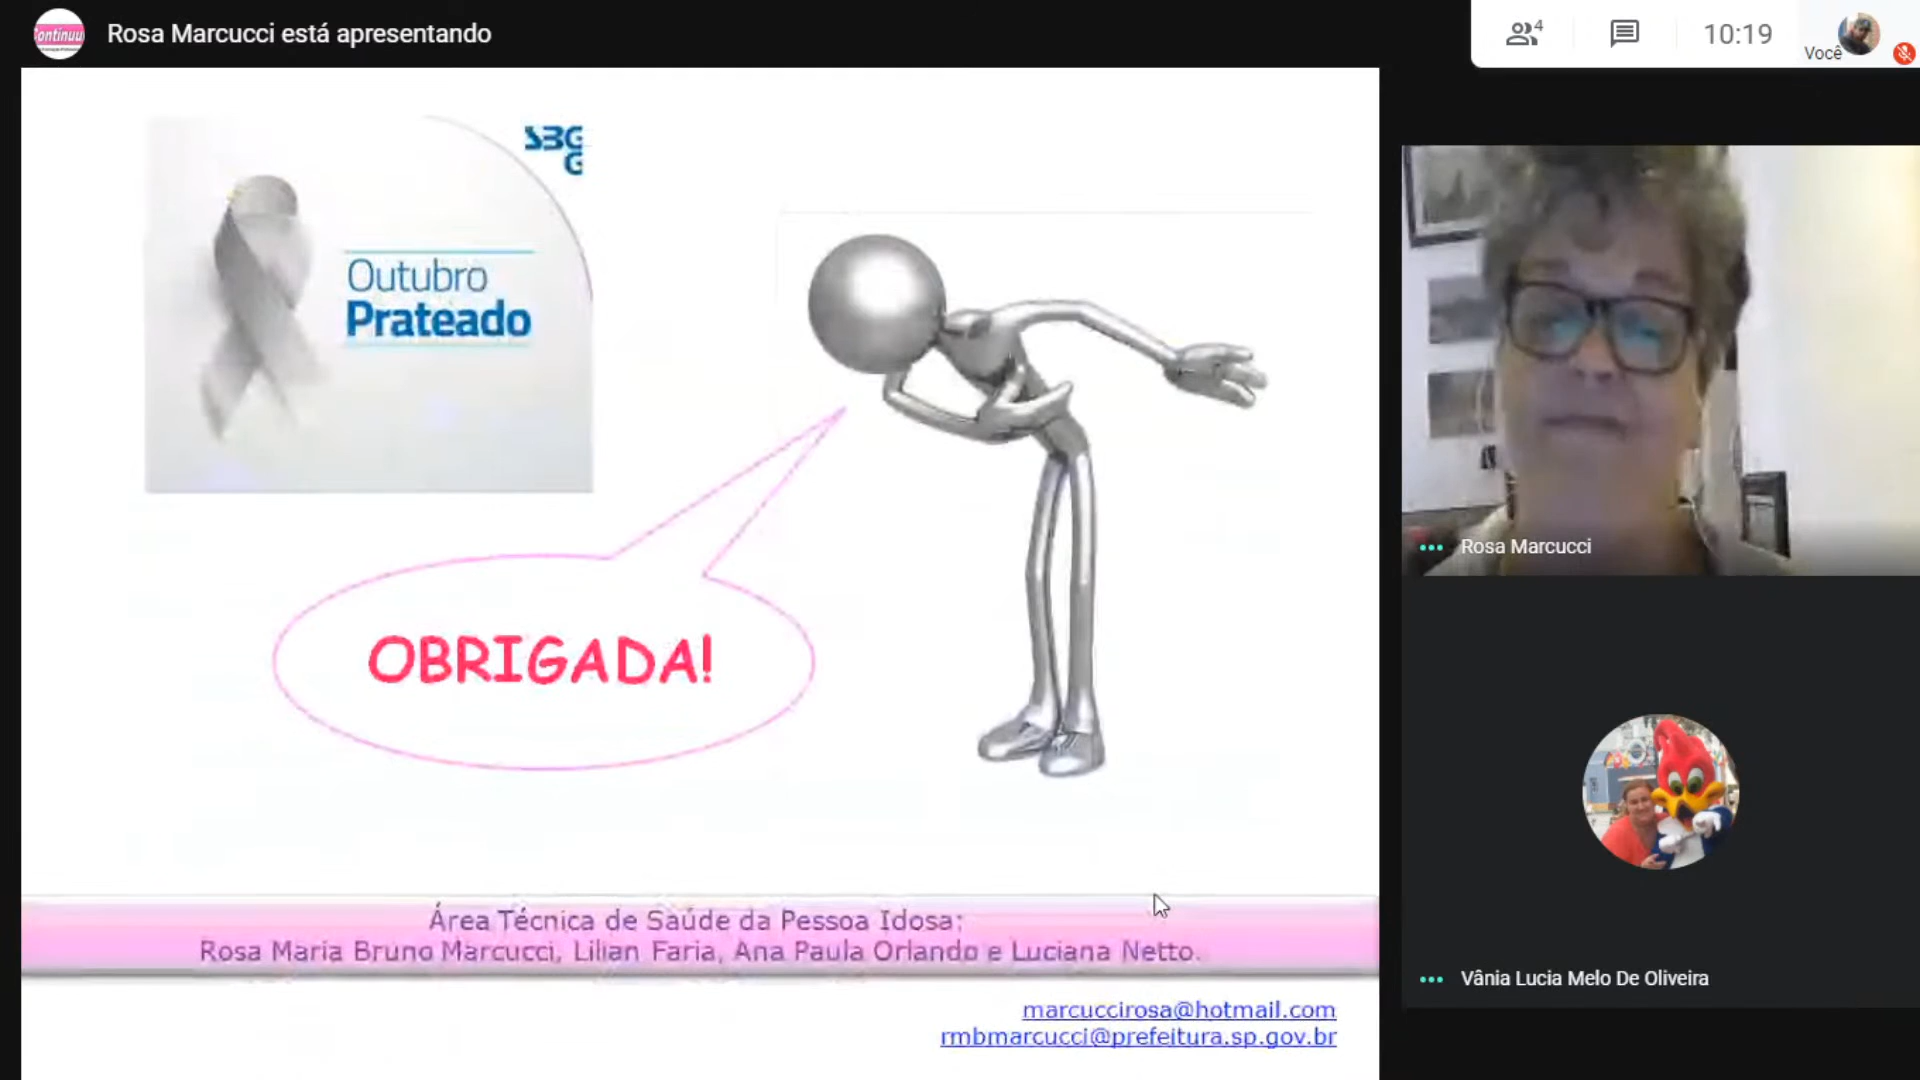 Continuu
Rosa Marcucci está apresentando
4
10:19
Você
SBG
G
Outubro
Prateado
OBRIGADA!
Rosa Marcucci
Vânia Lucia Melo De Oliveira
Área Técnica de Saúde da Pessoa Idosa:
Rosa Maria Bruno Marcucci, Lilian Faria, Ana Paula Orlando e Luciana Netto.
marcuccirosa@hotmail.com
rmbmarcucci@prefeitura.sp.gov.br